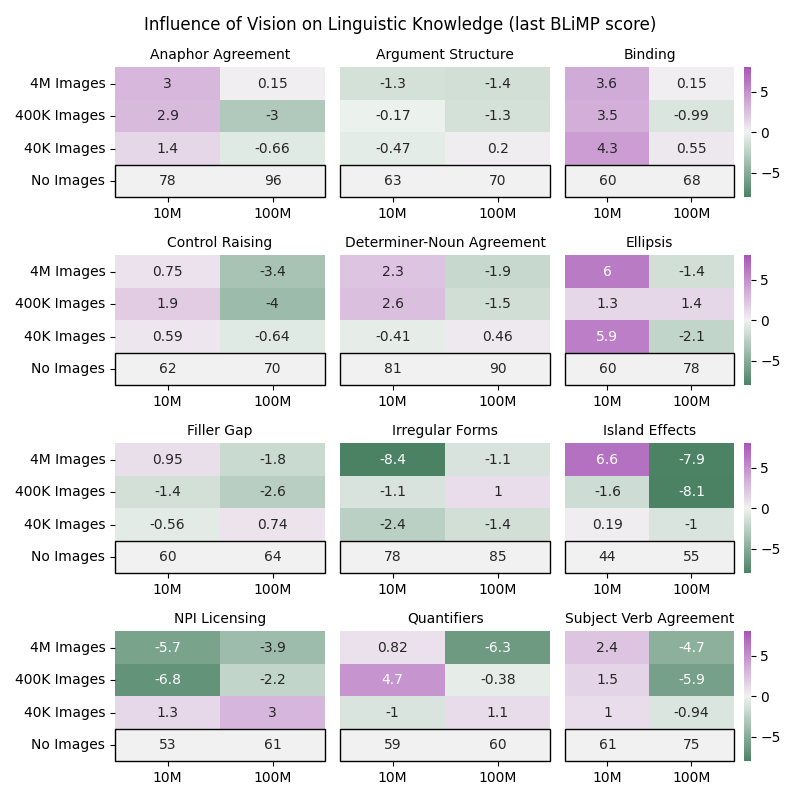 Influence of Vision on Linguistic Knowledge (last BLiMP score)
Anaphor Agreement Argument Structure Binding
4M Images 3 0.15 -1.3 -1.4 3.6 0.15
400K Images 2.9 -3 -0.17 -1.3 3.5 -0.99
40K Images 1.4 -0.66 -0.47 0.2 4.3 0.55
No Images 78 96 63 70 60 68
10M 100M 10M 100M 10M 100M
5
0
−5
Control Raising Determiner-Noun Agreement Ellipsis
4M Images 0.75 -3.4 2.3 -1.9 6 -1.4
400K Images 1.9 -4 2.6 -1.5 1.3 1.4
40K Images 0.59 -0.64 -0.41 0.46 5.9 -2.1
No Images 62 70 81 90 60 78
10M 100M 10M 100M 10M 100M
5
0
−5
Filler Gap Irregular Forms Island Effects
4M Images 0.95 -1.8 -8.4 -1.1 6.6 -7.9
400K Images -1.4 -2.6 -1.1 1 -1.6 -8.1
40K Images -0.56 0.74 -2.4 -1.4 0.19 -1
No Images 60 64 78 85 44 55
10M 100M 10M 100M 10M 100M
5
0
−5
NPI Licensing Quantifiers Subject Verb Agreement
4M Images -5.7 -3.9 0.82 -6.3 2.4 -4.7
400K Images -6.8 -2.2 4.7 -0.38 1.5 -5.9
40K Images 1.3 3 -1 1.1 1 -0.94
No Images 53 61 59 60 61 75
10M 100M 10M 100M 10M 100M
5
0
−5